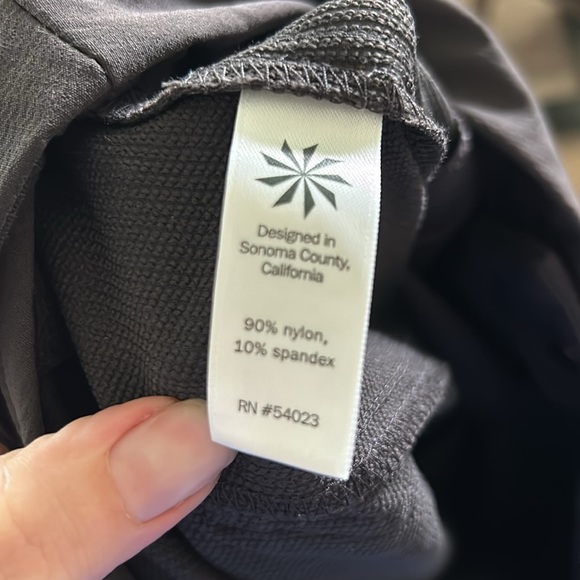 Designed in
Sonoma County,
California
90% nylon,
10% spandex
RN #54023